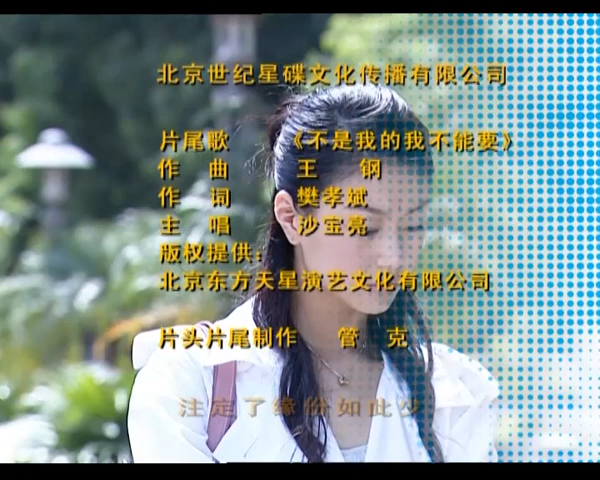 北京世纪星碟文化传播有限公司
片尾歌 《不是我的我不能要》
作 曲 王 钢
作 词 樊孝斌
主 唱 沙宝亮
版权提供：
北京东方天星演艺文化有限公司
片头片尾制作 管 克
注定了缘份如此少